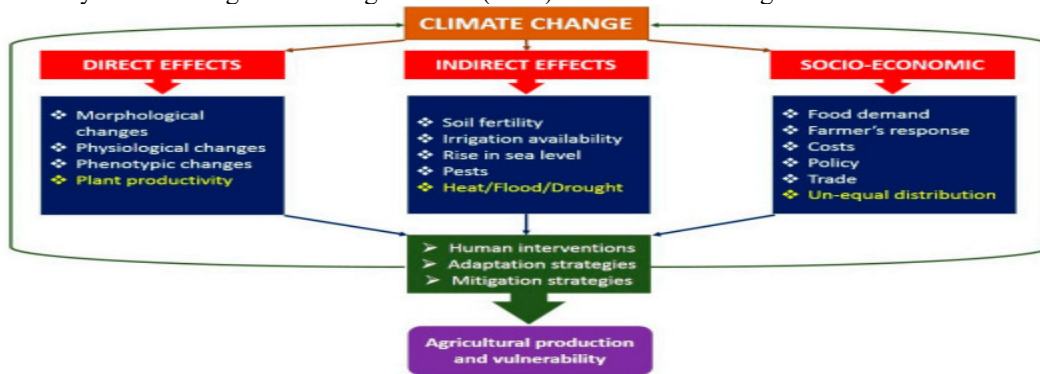 CLIMATE CHANGE
DIRECT EFFECTS
❖ Morphological
changes
❖ Physiological changes
❖ Phenotypic changes
❖ Plant productivity
INDIRECT EFFECTS
❖ Soil fertility
❖ Irrigation availability
❖ Rise in sea level
❖ Pests
❖ Heat/Flood/Drought
SOCIO-ECONOMIC
❖ Food demand
❖ Farmer's response
❖ Costs
❖ Policy
❖ Trade
❖ Un-equal distribution
➢ Human interventions
➢ Adaptation strategies
➢ Mitigation strategies
Agricultural production
and vulnerability